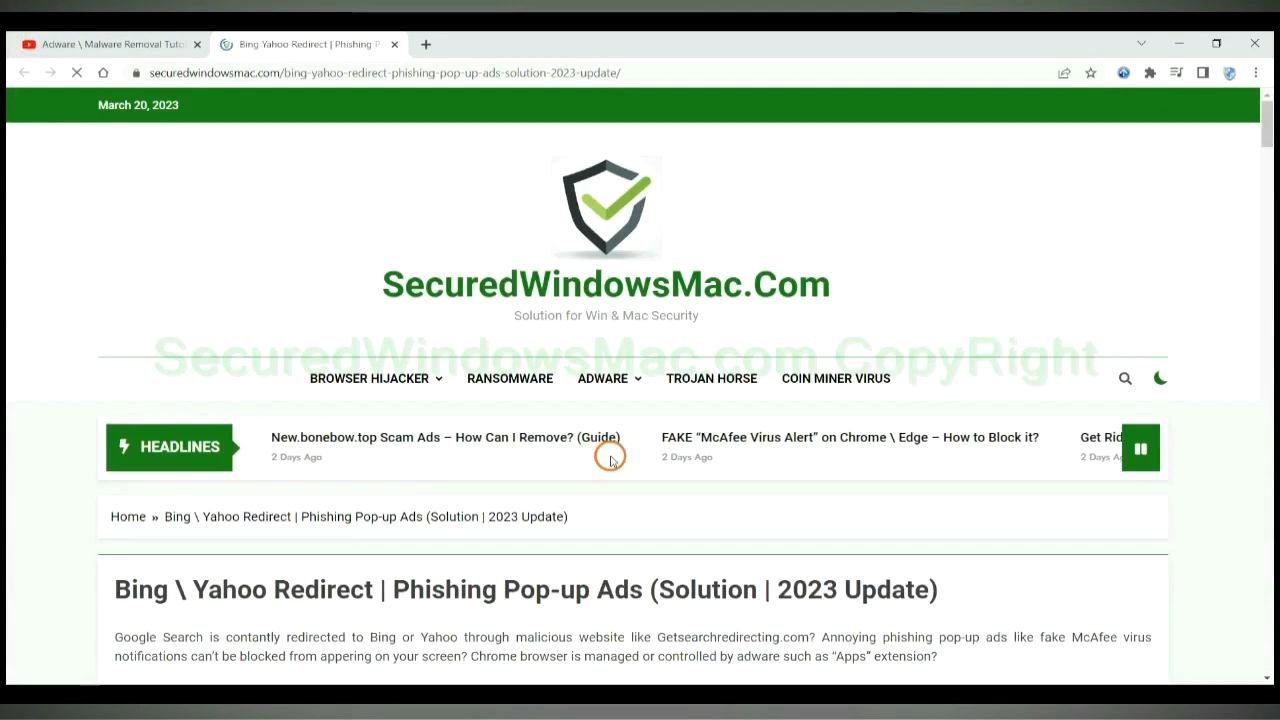 Adware \ Malware Removal Tuto
Bing Yahoo Redirect | Phishing P
securedwindowsmac.com/bing-yahoo-redirect-phishing-pop-up-ads-solution-2023-update/
March 20, 2023
SecuredWindowsMac.Com
Solution for Win & Mac Security
SecuredWindowsMac.com CopyRight
BROWSER HIJACKER RANSOMWARE ADWARE TROJAN HORSE COIN MINER VIRUS
HEADLINES
New.bonebow.top Scam Ads – How Can I Remove? (Guide)
2 Days Ago
FAKE “McAfee Virus Alert” on Chrome \ Edge – How to Block it?
2 Days Ago
Get Rid
2 Days Ag
Home » Bing \ Yahoo Redirect | Phishing Pop-up Ads (Solution | 2023 Update)
Bing \ Yahoo Redirect | Phishing Pop-up Ads (Solution | 2023 Update)
Google Search is contantly redirected to Bing or Yahoo through malicious website like Getsearchredirecting.com? Annoying phishing pop-up ads like fake McAfee virus
notifications can’t be blocked from appering on your screen? Chrome browser is managed or controlled by adware such as “Apps” extension?